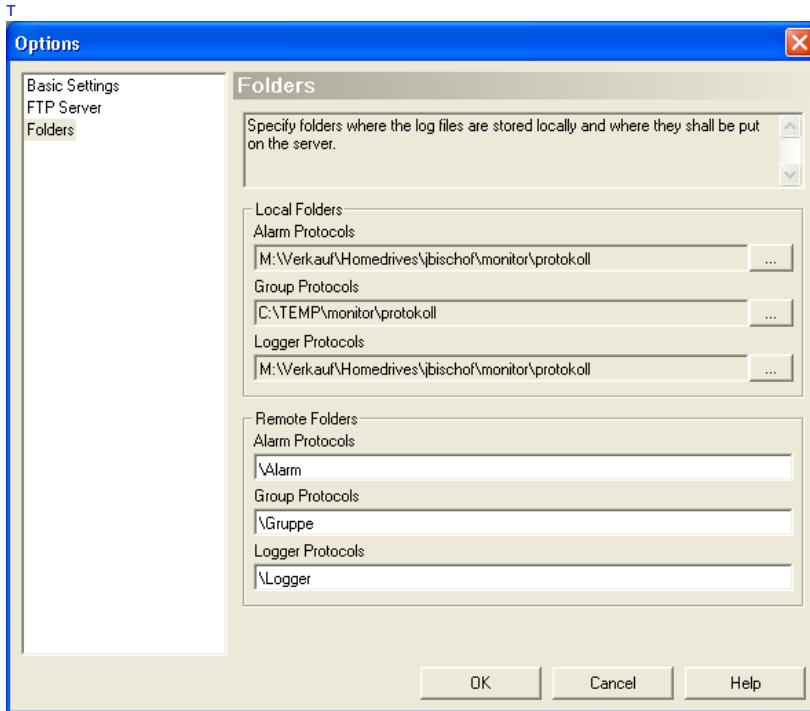 T
Options
Basic Settings
FTP Server
Folders
Folders
Specify folders where the log files are stored locally and where they shall be put
on the server.
Local Folders
Alarm Protocols
M:\Verkauf\Homedrives\jbischof\monitor\protokoll
...
Group Protocols
C:\TEMP\monitor\protokoll
...
Logger Protocols
M:\Verkauf\Homedrives\jbischof\monitor\protokoll
...
Remote Folders
Alarm Protocols
\Alarm
Group Protocols
\Gruppe
Logger Protocols
\Logger
OK Cancel Help